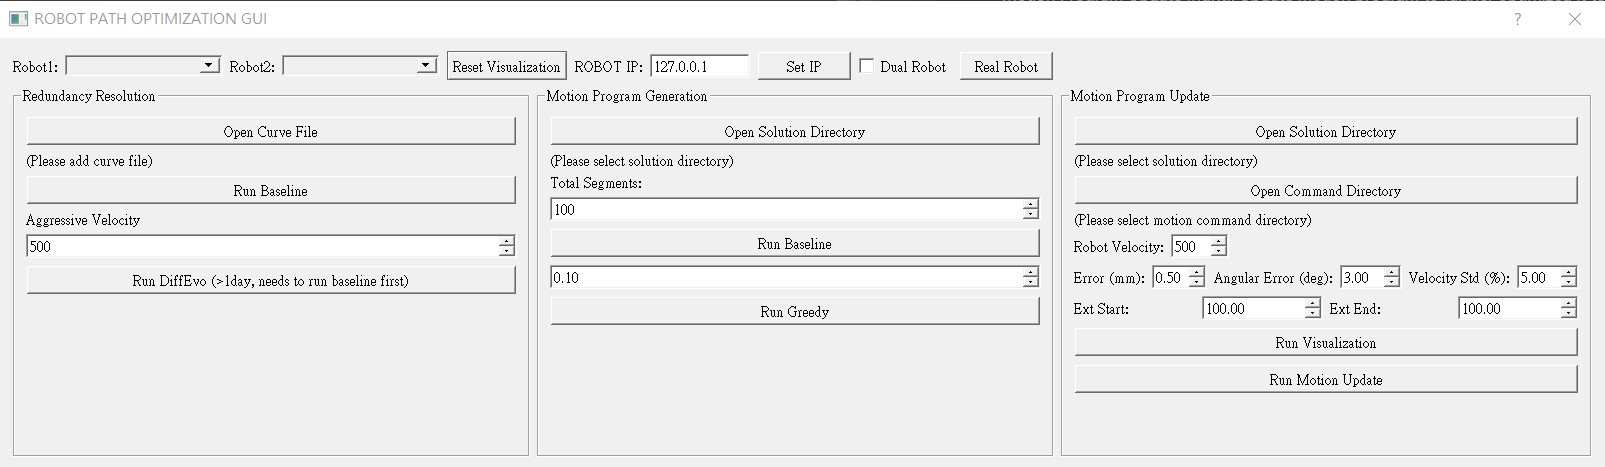 ROBOT PATH OPTIMIZATION GUI
Robot1: Robot2: Reset Visualization ROBOT IP: 127.0.0.1 Set IP Dual Robot Real Robot
Redundancy Resolution
Open Curve File
(Please add curve file)
Run Baseline
Aggressive Velocity
500
Run DiffEvo (>1day, needs to run baseline first)
Motion Program Generation
Open Solution Directory
(Please select solution directory)
Total Segments:
100
Run Baseline
0.10
Run Greedy
Motion Program Update
Open Solution Directory
(Please select solution directory)
Open Command Directory
(Please select motion command directory)
Robot Velocity: 500
Error (mm): 0.50 Angular Error (deg): 3.00 Velocity Std (%): 5.00
Ext Start: 100.00 Ext End: 100.00
Run Visualization
Run Motion Update